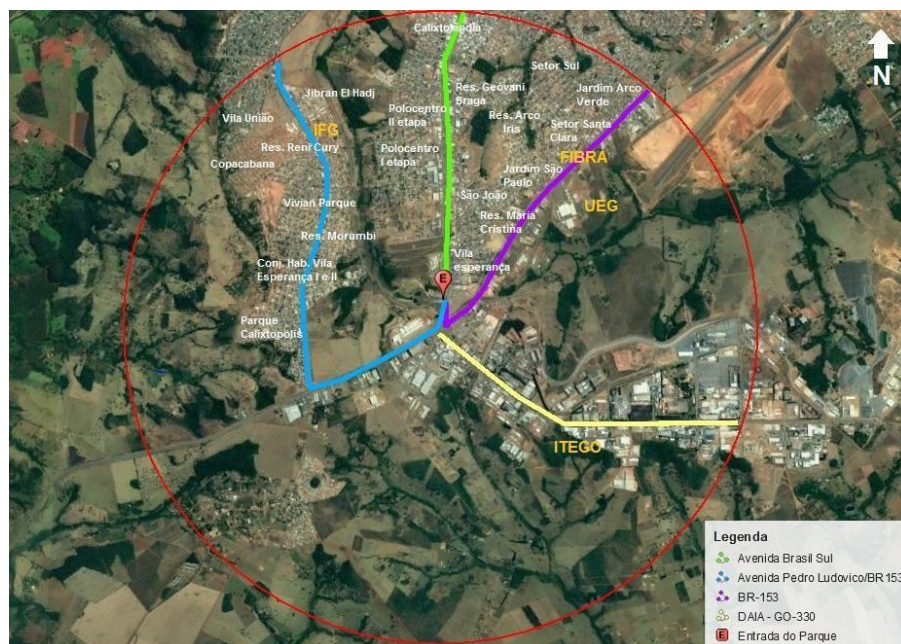 Calixtolândia
N
Setor Sul
Jibran El Hadj
Res. Geovani
Braga
Jardim Arco
Verde
Polocentro
II etapa
Vila União
IFG
Res. Arco
Iris
Setor Santa
Clara
Res. Reni Cury
Copacabana
Polocentro
I etapa
FIBRA
Jardim São
Paulo
São João
UEG
Vivian Parque
Res. Maria
Cristiña
Res. Morumbi
Vila
esperança
Conj. Hab. Vila
Esperança I e II
E
Parque
Calixtopolis
ITEGO
Legenda
Avenida Brasil Sul
Avenida Pedro Ludovico/BR153
BR-153
DAIA - GO-330
E Entrada do Parque